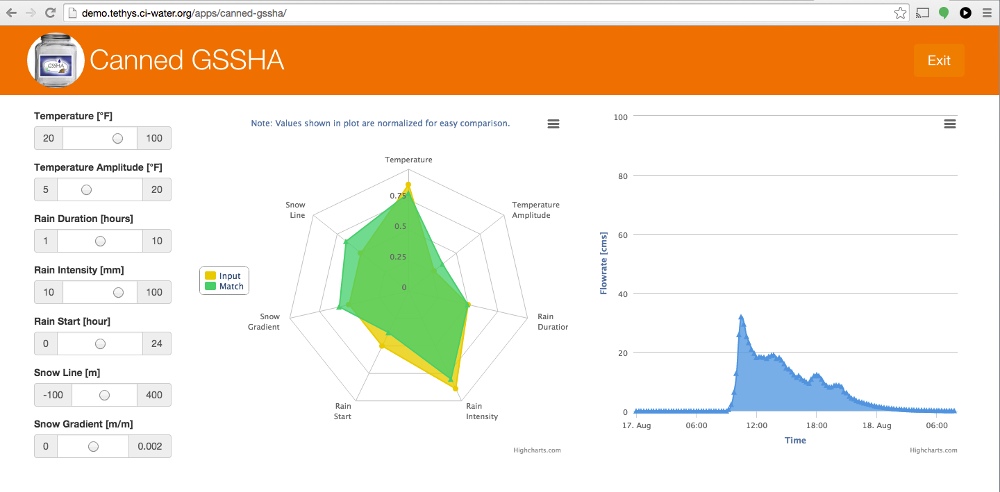 demo.tethys.ci-water.org/apps/canned-gssha/
GSSHA
Canned GSSHA
Exit
Temperature [°F]
20 100
Temperature Amplitude [°F]
5 20
Rain Duration [hours]
1 10
Rain Intensity [mm]
10 100
Rain Start [hour]
0 24
Snow Line [m]
-100 400
Snow Gradient [m/m]
0 0.002
Note: Values shown in plot are normalized for easy comparison.
Temperature
Temperature
Amplitude
Rain
Duration
Rain
Intensity
Rain
Start
Snow
Gradient
Snow
Line
0.75
0.5
0.25
0
Input
Match
Highcharts.com
100
80
60
40
20
0
Flowrate [cms]
17. Aug 06:00 12:00 18:00 18. Aug 06:00
Time
Highcharts.com